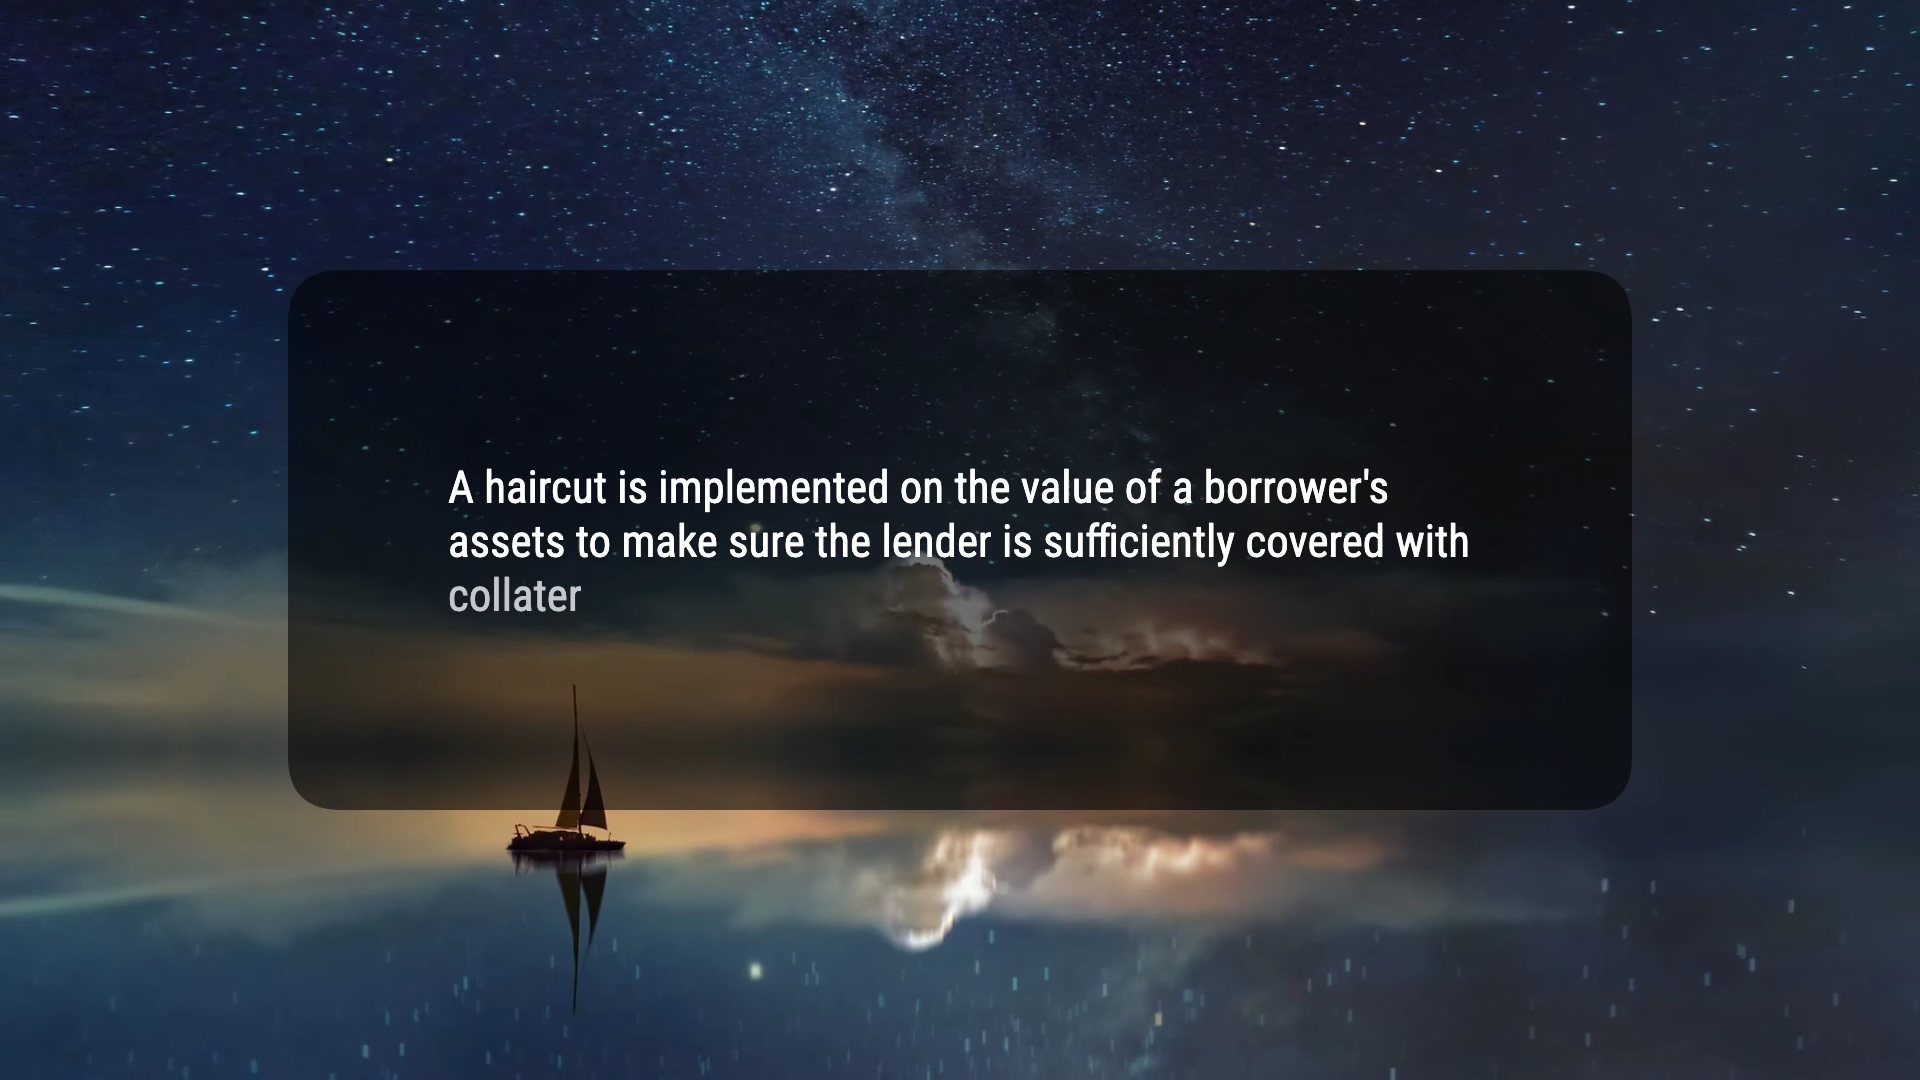 A haircut is implemented on the value of a borrower's
assets to make sure the lender is sufficiently covered with
collater